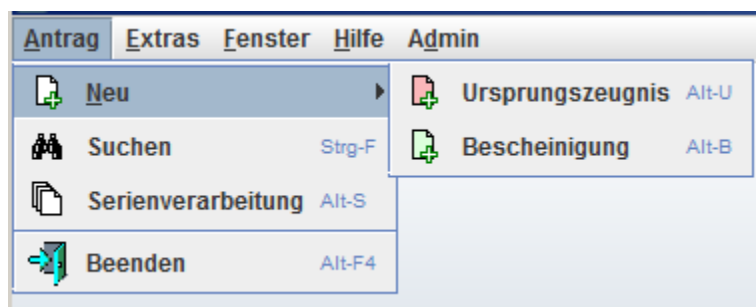 Antrag Extras Fenster Hilfe Admin
Neu Ursprungszeugnis Alt-U
Suchen Strg-F Bescheinigung Alt-B
Serienverarbeitung Alt-S
Beenden Alt-F4